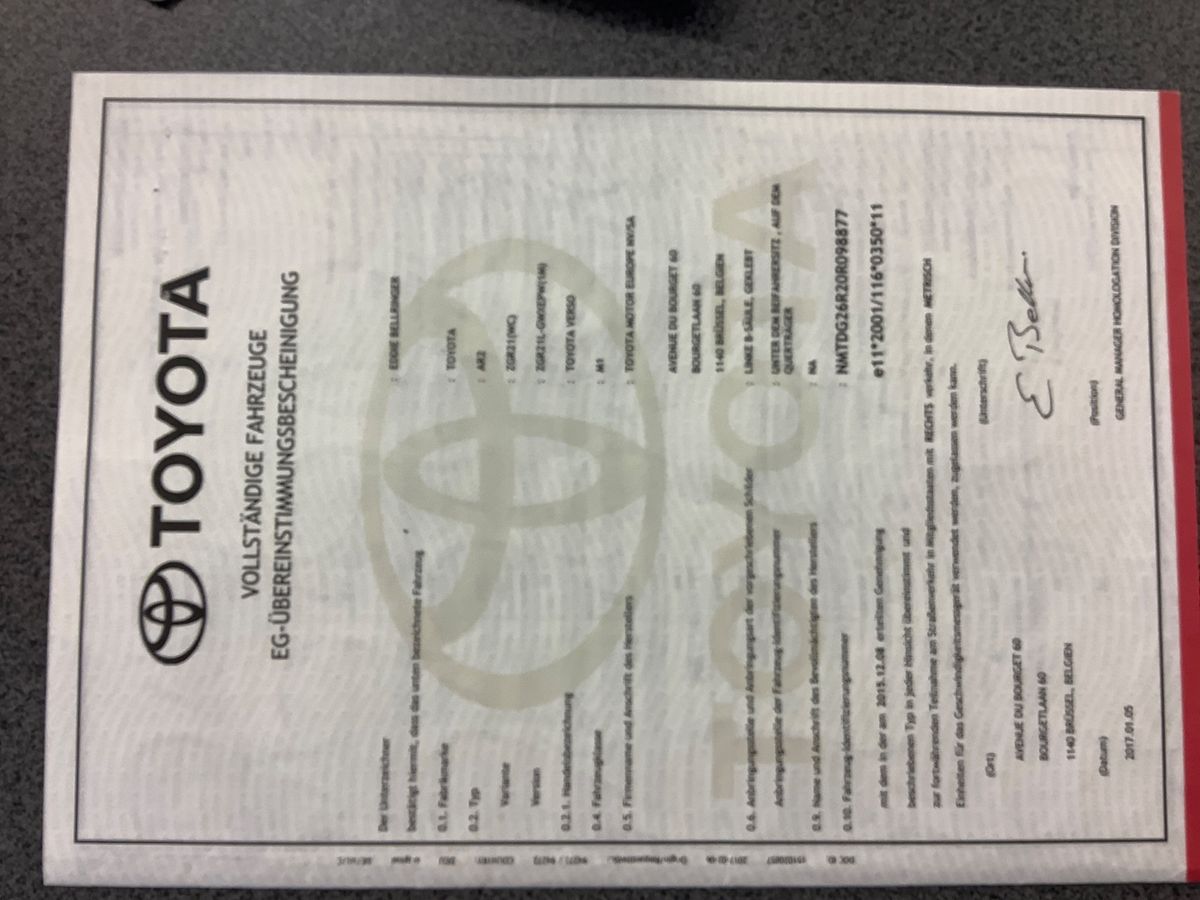 TOYOTA
VOLLSTÄNDIGE FAHRZEUGE
EG-ÜBEREINSTIMMUNGSBESCHEINIGUNG
Der Unterzeichner : EDDIE BELLRINGER
bestätigt hiermit, dass das unten bezeichnete Fahrzeug
0.1. Fabrikmarke : TOYOTA
0.2. Typ : AR2
Variante : ZGR21(WC)
Version : ZGR21L-GWXEPW(1M)
0.2.1. Handelsbezeichnung : TOYOTA VERSO
0.4. Fahrzeugklasse : M1
0.5. Firmenname und Anschrift des Herstellers : TOYOTA MOTOR EUROPE NV/SA
AVENUE DU BOURGET 60
BOURGETLAAN 60
1140 BRÜSSEL, BELGIEN
0.6. Anbringungsstelle und Anbringungsart der vorgeschriebenen Schilder : LINKE B-SÄULE, GEKLEBT
Anbringungsstelle der Fahrzeug-Identifizierungsnummer : UNTER DEM BEIFAHRERSITZ , AUF DEM
QUERTRÄGER
0.9. Name und Anschrift des Bevollmächtigten des Herstellers : NA
0.10. Fahrzeug-Identifizierungsnummer : NMTDG26R20R098877
mit dem in der am 2015.12.08 erteilten Genehmigung e11*2001/116*0350*11
beschriebenen Typ in jeder Hinsicht übereinstimmt und
zur fortwährenden Teilnahme am Straßenverkehr in Mitgliedstaaten mit RECHTS verkehr, in denen METRISCH
Einheiten für das Geschwindigkeitsmessgerät verwendet werden, zugelassen werden kann.
(Ort) (Unterschrift)
AVENUE DU BOURGET 60
BOURGETLAAN 60
1140 BRÜSSEL, BELGIEN
E Bell
(Datum) (Position)
2017.01.05 GENERAL MANAGER HOMOLOGATION DIVISION
TOYOTA
DOC ID